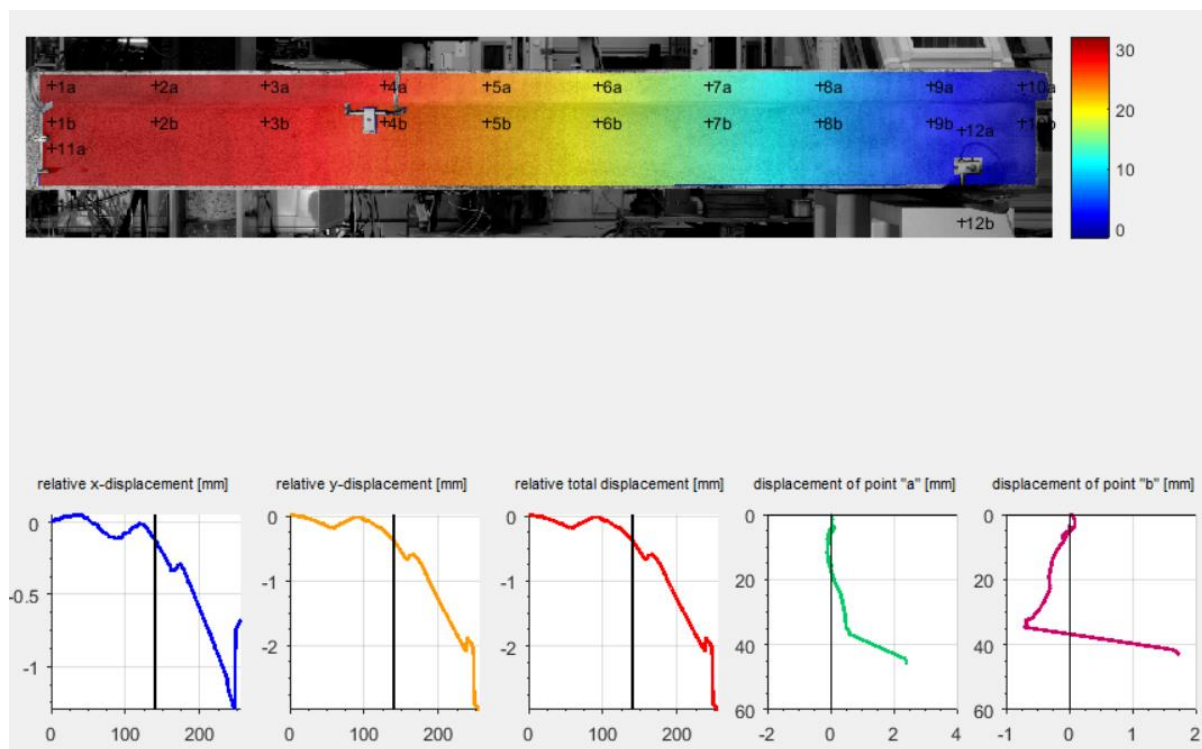 +1a +2a +3a +4a +5a +6a +7a +8a +9a +10a
+1b +2b +3b +4b +5b +6b +7b +8b +9b +10b
+12a
+11a
+12b
30
20
10
0
relative x-displacement [mm] relative y-displacement [mm] relative total displacement [mm] displacement of point "a" [mm] displacement of point "b" [mm]
0
-0.5
-1
0 100 200
0
-1
-2
0 100 200
0
-1
-2
0 100 200
0
20
40
60
-2 0 2 4
0
20
40
60
-1 0 1 2